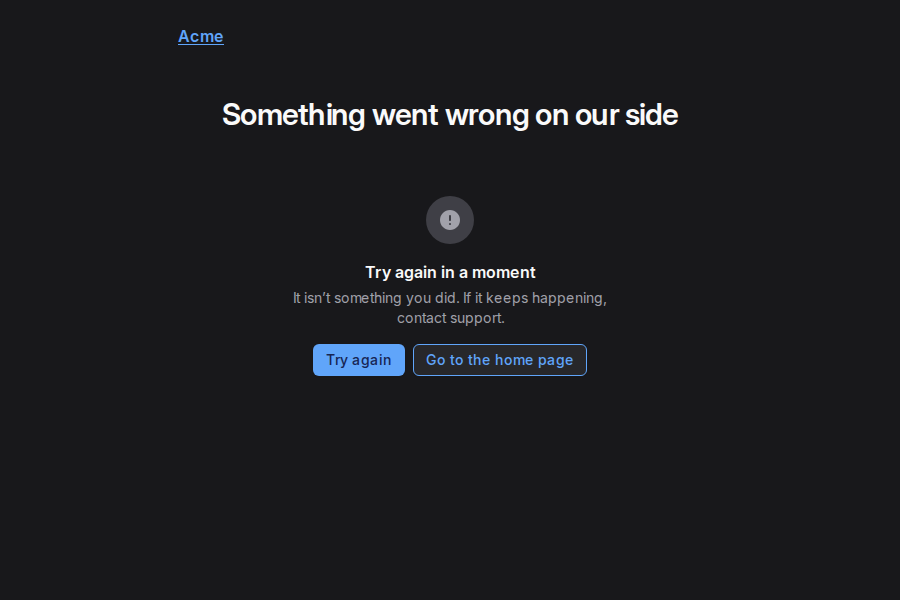 Acme
Something went wrong on our side
Try again in a moment
It isn’t something you did. If it keeps happening,
contact support.
Try again
Go to the home page